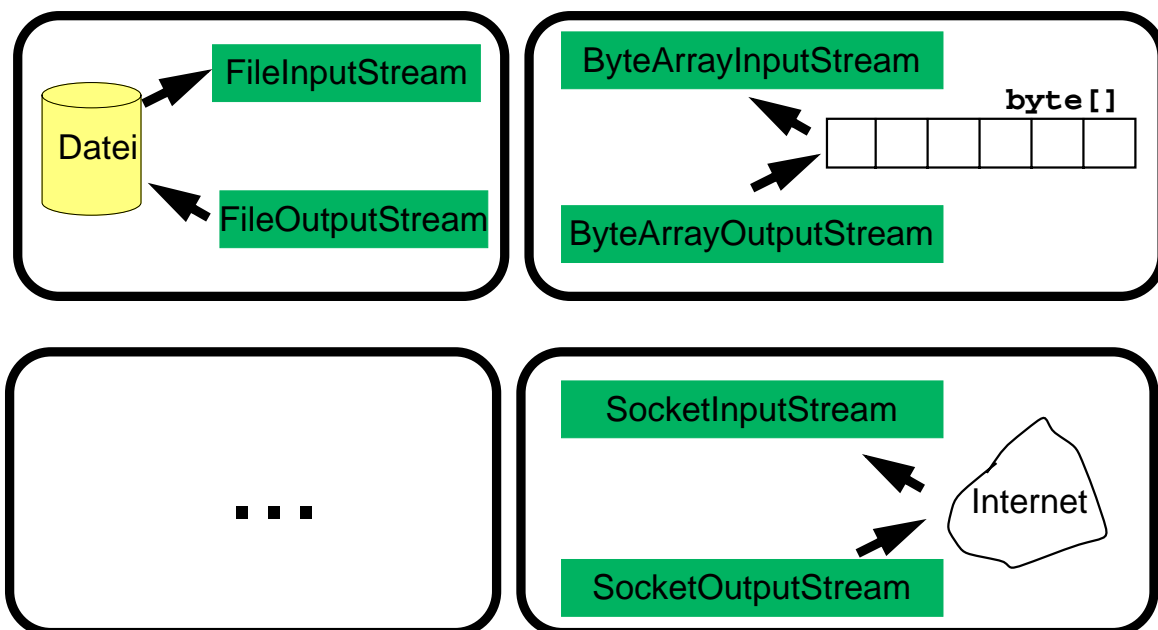 FileInputStream
Datei
FileOutputStream
ByteArrayInputStream
byte[]
ByteArrayOutputStream
...
SocketInputStream
Internet
SocketOutputStream